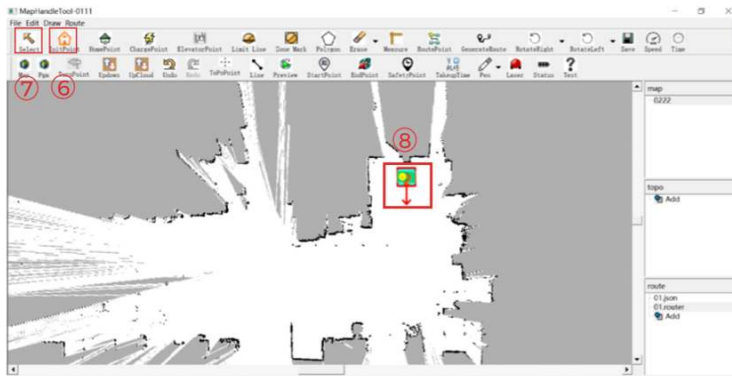 MapHandleTool-0111
File Edit Draw Route
Select InitPoint HomePoint ChargePoint ElevatorPoint Limit Line Zone Mark Polygon Erase Measure RoutePoint GenerateRoute RotateRight RotateLeft Save Speed Time
Map Pgm TurnPoint Updown UpCloud Undo Redo ToPoPoint Line Preview StartPoint EndPoint SafetyPoint TakeupTime Pen Laser Status Test
⑦ ⑥
⑧
map
0222
topo
Add
route
01.json
01.router
Add